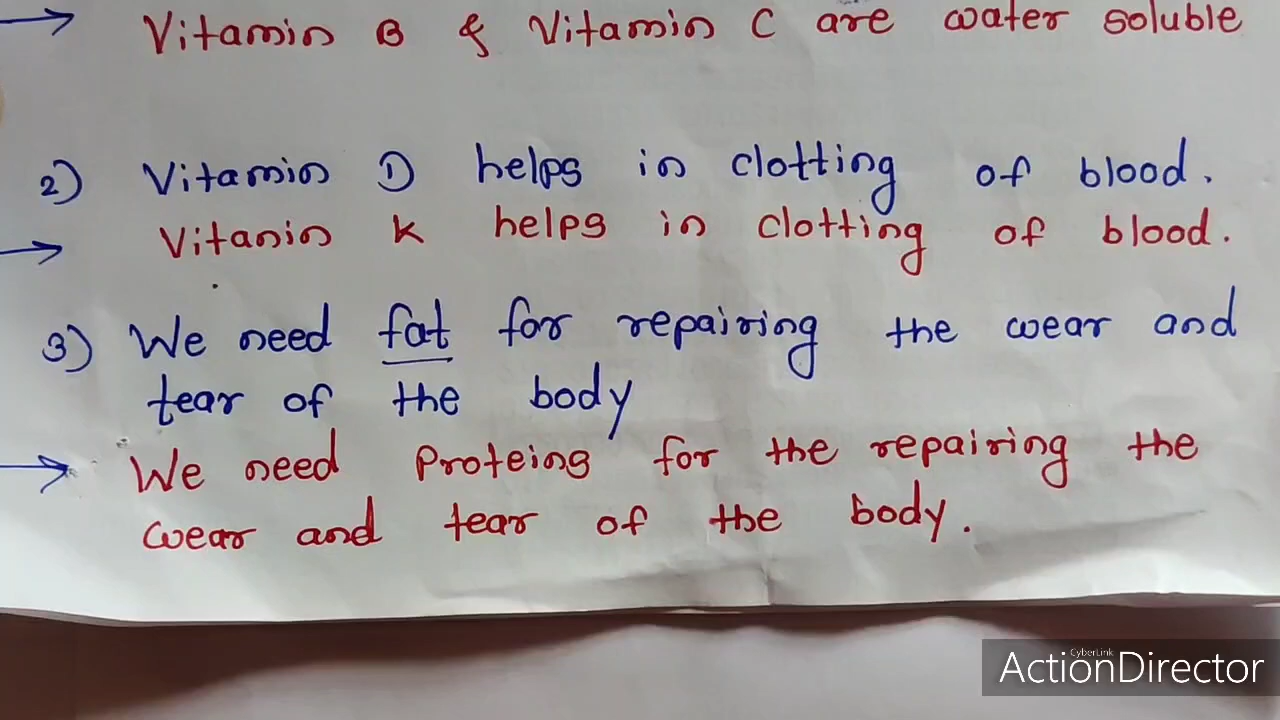 → Vitamin B & Vitamin C are water soluble
2) Vitamin D helps in clotting of blood.
→ Vitanin K helps in clotting of blood.
3) We need fat for repairing the wear and
tear of the body
→ We need Proteins for the repairing the
wear and tear of the body.
CyberLink
ActionDirector